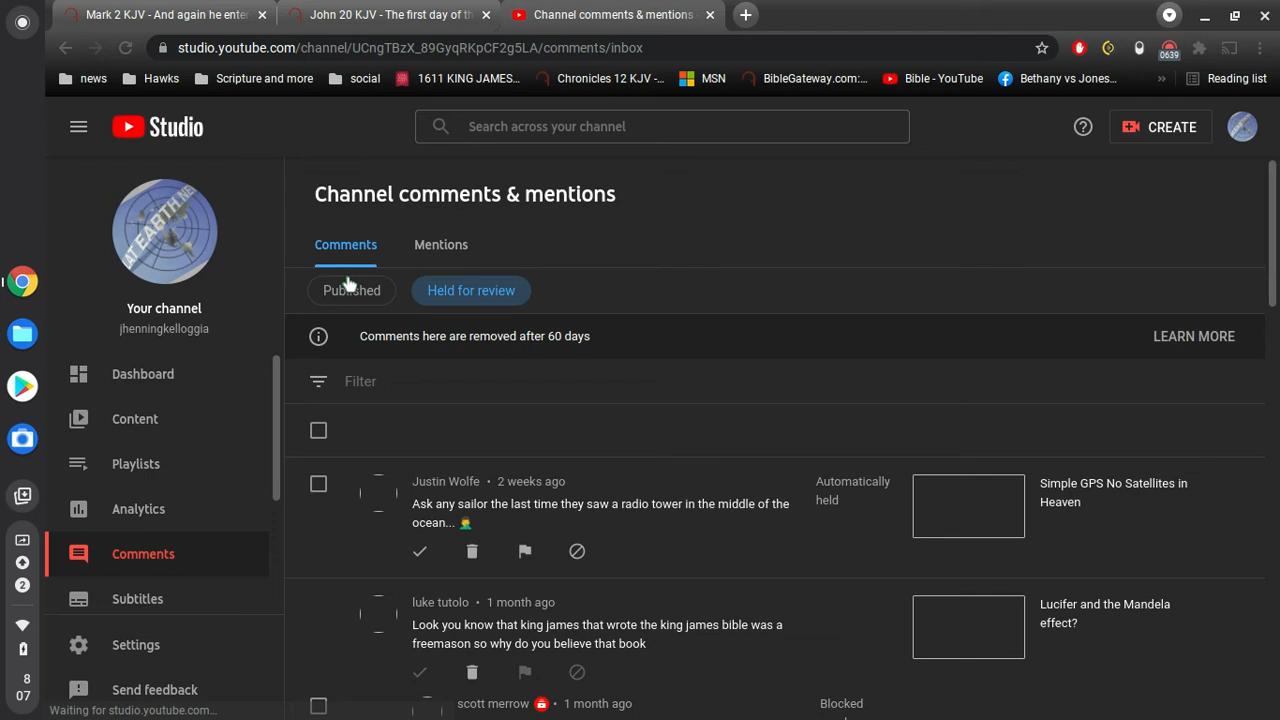 Mark 2 KJV - And again he enter
John 20 KJV - The first day of th
Channel comments & mentions
studio.youtube.com/channel/UCngTBzX_89GyqRKpCF2g5LA/comments/inbox
0639
news
Hawks
Scripture and more
social
1611 KING JAMES...
Chronicles 12 KJV -...
MSN
BibleGateway.com:...
Bible - YouTube
Bethany vs Jones...
»
Reading list
Studio
Search across your channel
CREATE
AT EARTH.NE
Your channel
jhenningkelloggia
Dashboard
Content
Playlists
Analytics
Comments
Subtitles
Settings
Send feedback
Channel comments & mentions
Comments
Mentions
Published
Held for review
Comments here are removed after 60 days
LEARN MORE
Filter
Justin Wolfe • 2 weeks ago
Ask any sailor the last time they saw a radio tower in the middle of the
ocean... 🤦‍♂️
Automatically
held
Simple GPS No Satellites in
Heaven
luke tutolo • 1 month ago
Look you know that king james that wrote the king james bible was a
freemason so why do you believe that book
Lucifer and the Mandela
effect?
scott merrow • 1 month ago
Blocked
2
8
07
Waiting for studio.youtube.com...